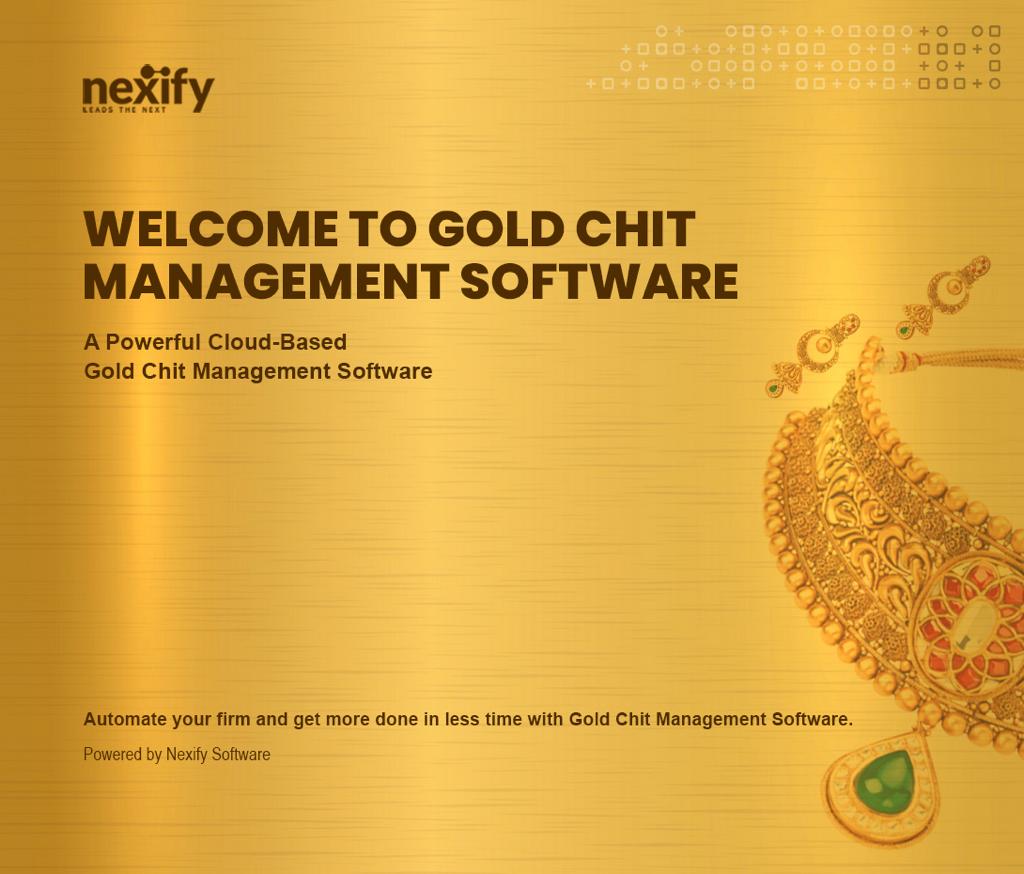 nexify
LEADS THE NEXT
WELCOME TO GOLD CHIT
MANAGEMENT SOFTWARE
A Powerful Cloud-Based
Gold Chit Management Software
Automate your firm and get more done in less time with Gold Chit Management Software.
Powered by Nexify Software